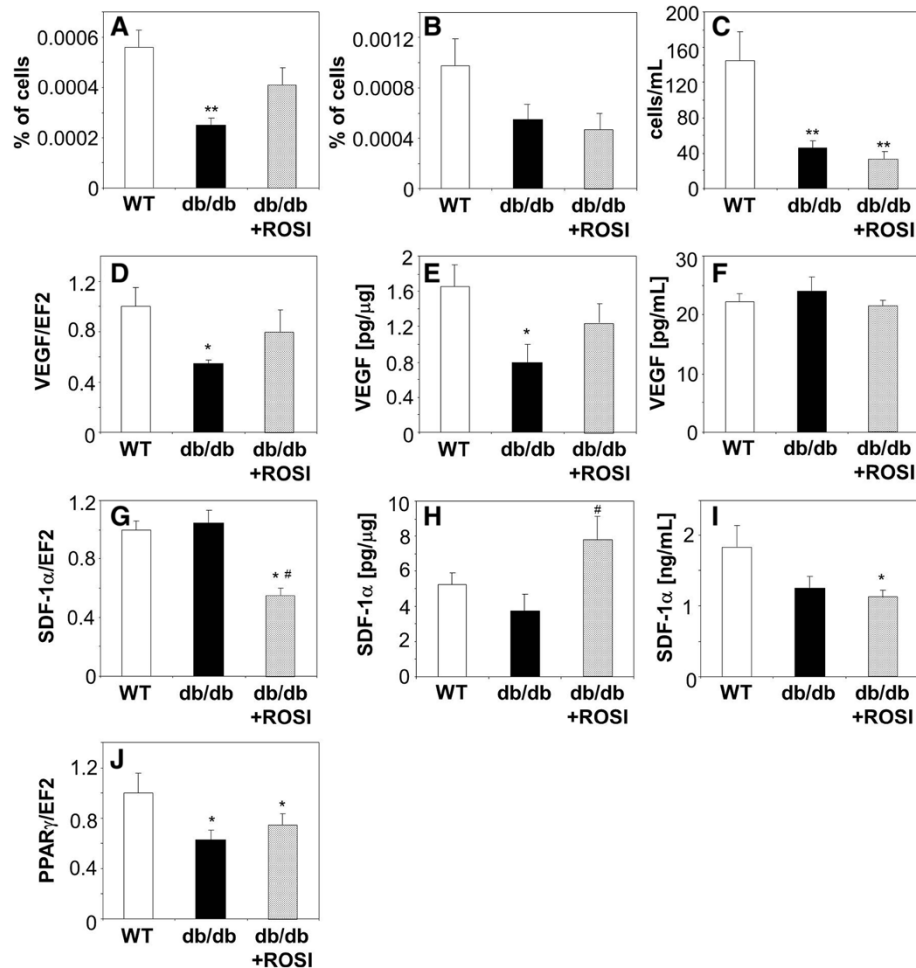 A
% of cells
0.0006
0.0004
0.0002
0
**
WT
db/db
db/db
+ROSI
B
% of cells
0.0012
0.0008
0.0004
0
WT
db/db
db/db
+ROSI
C
cells/mL
200
160
120
80
40
0
**
**
WT
db/db
db/db
+ROSI
D
VEGF/EF2
1.2
0.8
0.4
0
*
WT
db/db
db/db
+ROSI
E
VEGF [pg/µg]
2
1.6
1.2
0.8
0.4
0
*
WT
db/db
db/db
+ROSI
F
VEGF [pg/mL]
30
20
10
0
WT
db/db
db/db
+ROSI
G
SDF-1α/EF2
1.2
0.8
0.4
0
* #
WT
db/db
db/db
+ROSI
H
SDF-1α [pg/µg]
10
8
6
4
2
0
#
WT
db/db
db/db
+ROSI
I
SDF-1α [ng/mL]
2
1
0
*
WT
db/db
db/db
+ROSI
J
PPARγ/EF2
1.2
0.8
0.4
0
*
*
WT
db/db
db/db
+ROSI